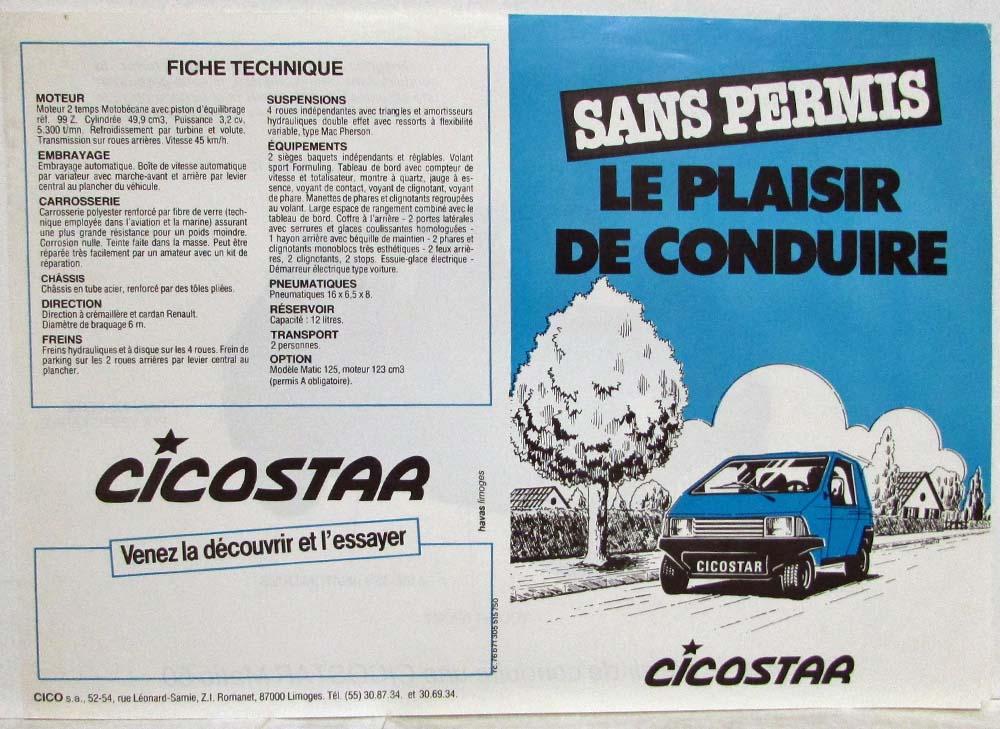 FICHE TECHNIQUE
MOTEUR
Moteur 2 temps Motobécane avec piston d'équilibrage
réf. 99 Z. Cylindrée 49,9 cm3, Puissance 3,2 cv,
5.300 t/mn. Refroidissement par turbine et volute.
Transmission sur roues arrières. Vitesse 45 km/h.
EMBRAYAGE
Embrayage automatique. Boîte de vitesse automatique
par variateur avec marche-avant et arrière par levier
central au plancher du véhicule.
CARROSSERIE
Carrosserie polyester renforcé par fibre de verre (tech-
nique employée dans l'aviation et la marine) assurant
une plus grande résistance pour un poids moindre.
Corrosion nulle. Teinte faite dans la masse. Peut être
réparée très facilement par un amateur avec un kit de
réparation.
CHÂSSIS
Châssis en tube acier, renforcé par des tôles pliées.
DIRECTION
Direction à crémaillère et cardan Renault.
Diamètre de braquage 6 m.
FREINS
Freins hydrauliques et à disque sur les 4 roues. Frein de
parking sur les 2 roues arrières par levier central au
plancher.
SUSPENSIONS
4 roues indépendantes avec triangles et amortisseurs
hydrauliques double effet avec ressorts à flexibilité
variable, type Mac Pherson.
ÉQUIPEMENTS
2 sièges baquets indépendants et réglables. Volant
sport Formuling. Tableau de bord avec compteur de
vitesse et totalisateur, montre à quartz, jauge à es-
sence, voyant de contact, voyant de clignotant, voyant
de phare. Manettes de phares et clignotants regroupées
au volant. Large espace de rangement combiné avec le
tableau de bord. Coffre à l'arrière - 2 portes latérales
avec serrures et glaces coulissantes homologuées -
1 hayon arrière avec béquille de maintien - 2 phares et
clignotants monoblocs très esthétiques - 2 feux arriè-
res, 2 clignotants, 2 stops. Essuie-glace électrique -
Démarreur électrique type voiture.
PNEUMATIQUES
Pneumatiques 16 x 6,5 x 8.
RÉSERVOIR
Capacité : 12 litres.
TRANSPORT
2 personnes.
OPTION
Modèle Matic 125, moteur 123 cm3
(permis A obligatoire).
CICOSTAR
havas limoges
Venez la découvrir et l'essayer
r.c. 76 b 71 305 515 750
CICO s.a., 52-54, rue Léonard-Samie, Z.I. Romanet, 87000 Limoges. Tél. (55) 30.87.34. et 30.69.34.
SANS PERMIS
LE PLAISIR
DE CONDUIRE
CICOSTAR
CICOSTAR